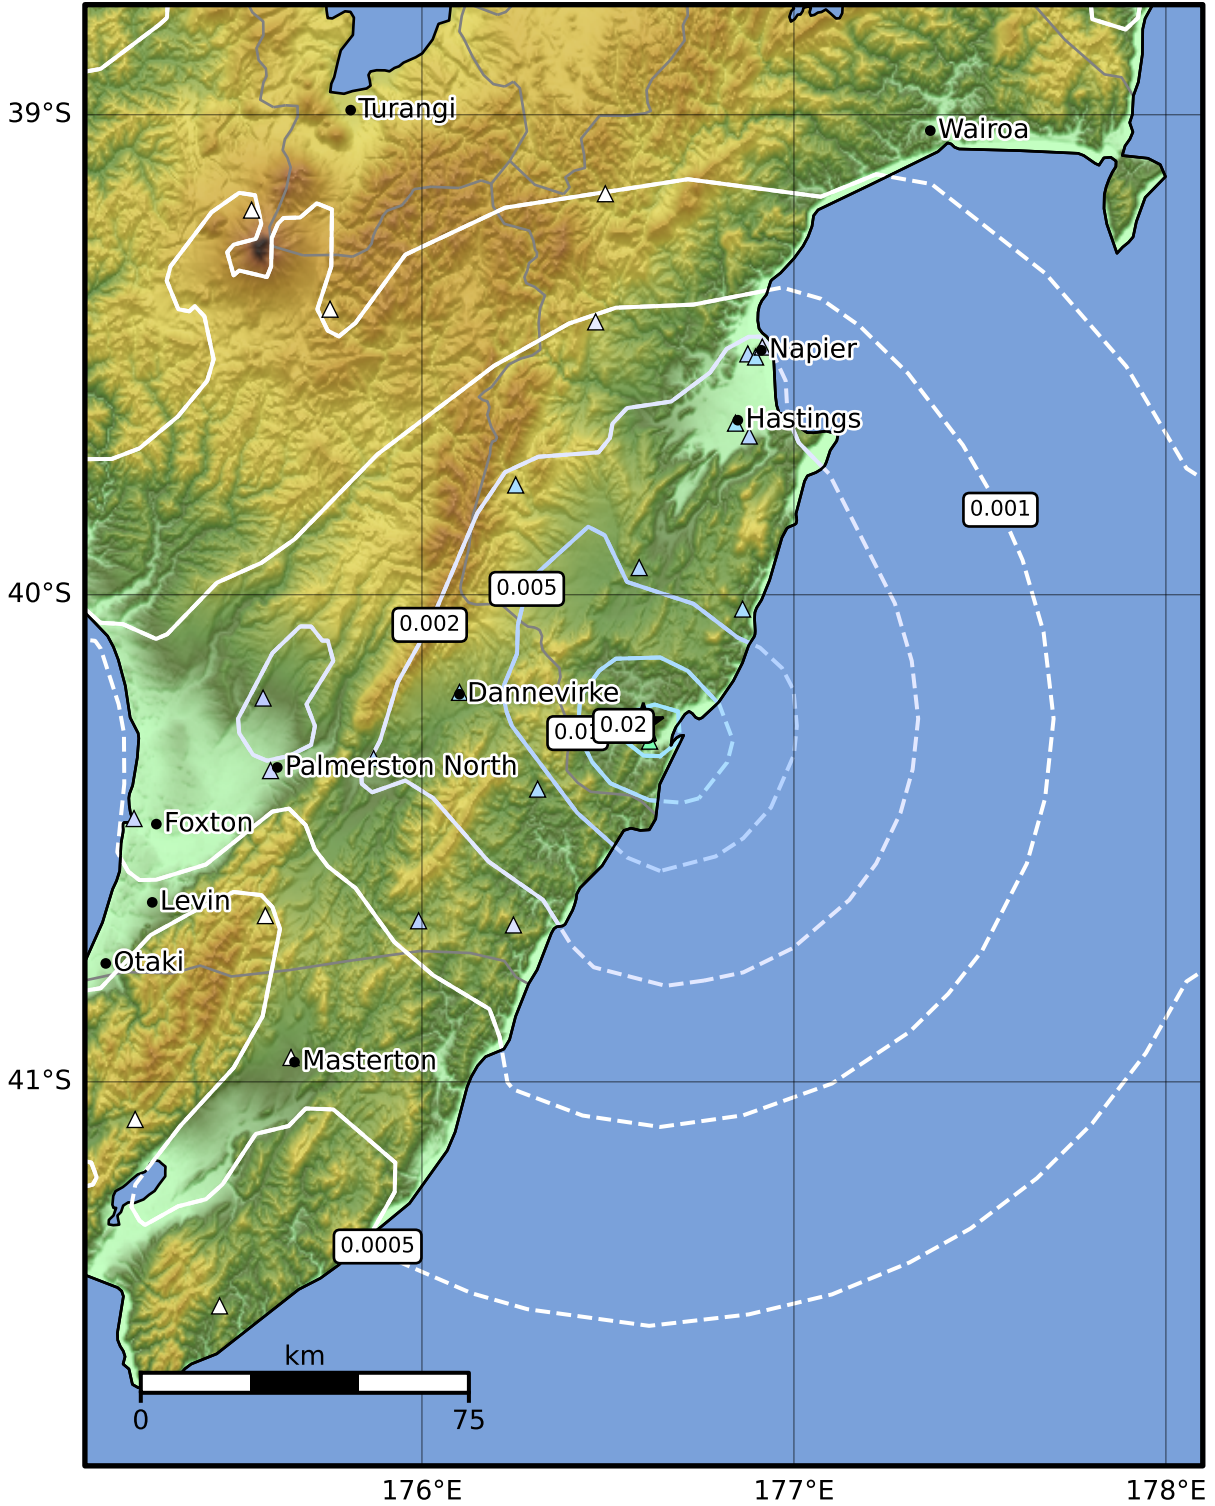 39°S
Turangi
Wairoa
Napier
Hastings
0.001
40°S
0.005
0.002
Dannevirke
0.02
Palmerston North
Foxton
Levin
Otaki
Masterton
41°S
0.0005
km
0 75
176°E 177°E 178°E